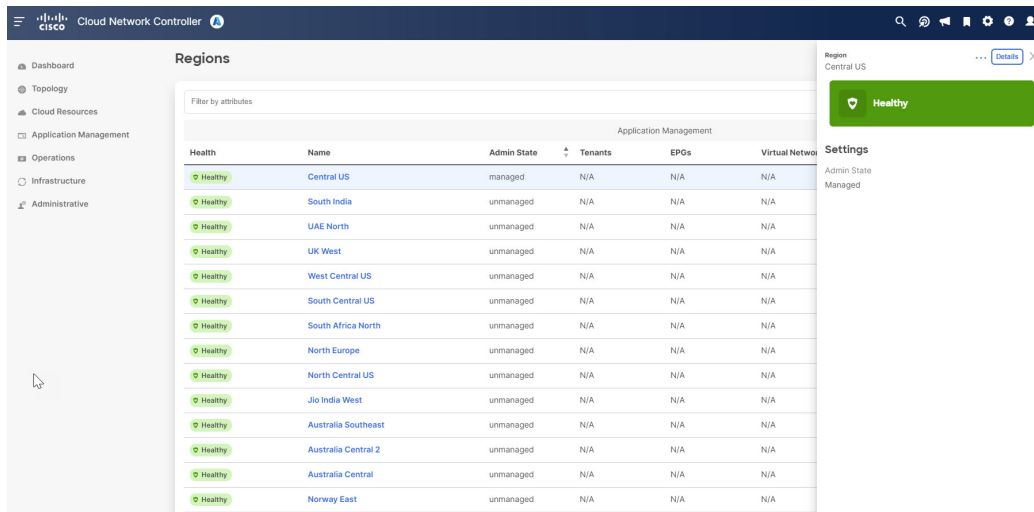 CISCO Cloud Network Controller
Dashboard
Topology
Cloud Resources
Application Management
Operations
Infrastructure
Administrative
Regions
Filter by attributes
Application Management
Health Name Admin State Tenants EPGs Virtual Networ
Healthy Central US managed N/A N/A N/A
Healthy South India unmanaged N/A N/A N/A
Healthy UAE North unmanaged N/A N/A N/A
Healthy UK West unmanaged N/A N/A N/A
Healthy West Central US unmanaged N/A N/A N/A
Healthy South Central US unmanaged N/A N/A N/A
Healthy South Africa North unmanaged N/A N/A N/A
Healthy North Europe unmanaged N/A N/A N/A
Healthy North Central US unmanaged N/A N/A N/A
Healthy Jio India West unmanaged N/A N/A N/A
Healthy Australia Southeast unmanaged N/A N/A N/A
Healthy Australia Central 2 unmanaged N/A N/A N/A
Healthy Australia Central unmanaged N/A N/A N/A
Healthy Norway East unmanaged N/A N/A N/A
Region
Central US
... Details
Healthy
Settings
Admin State
Managed